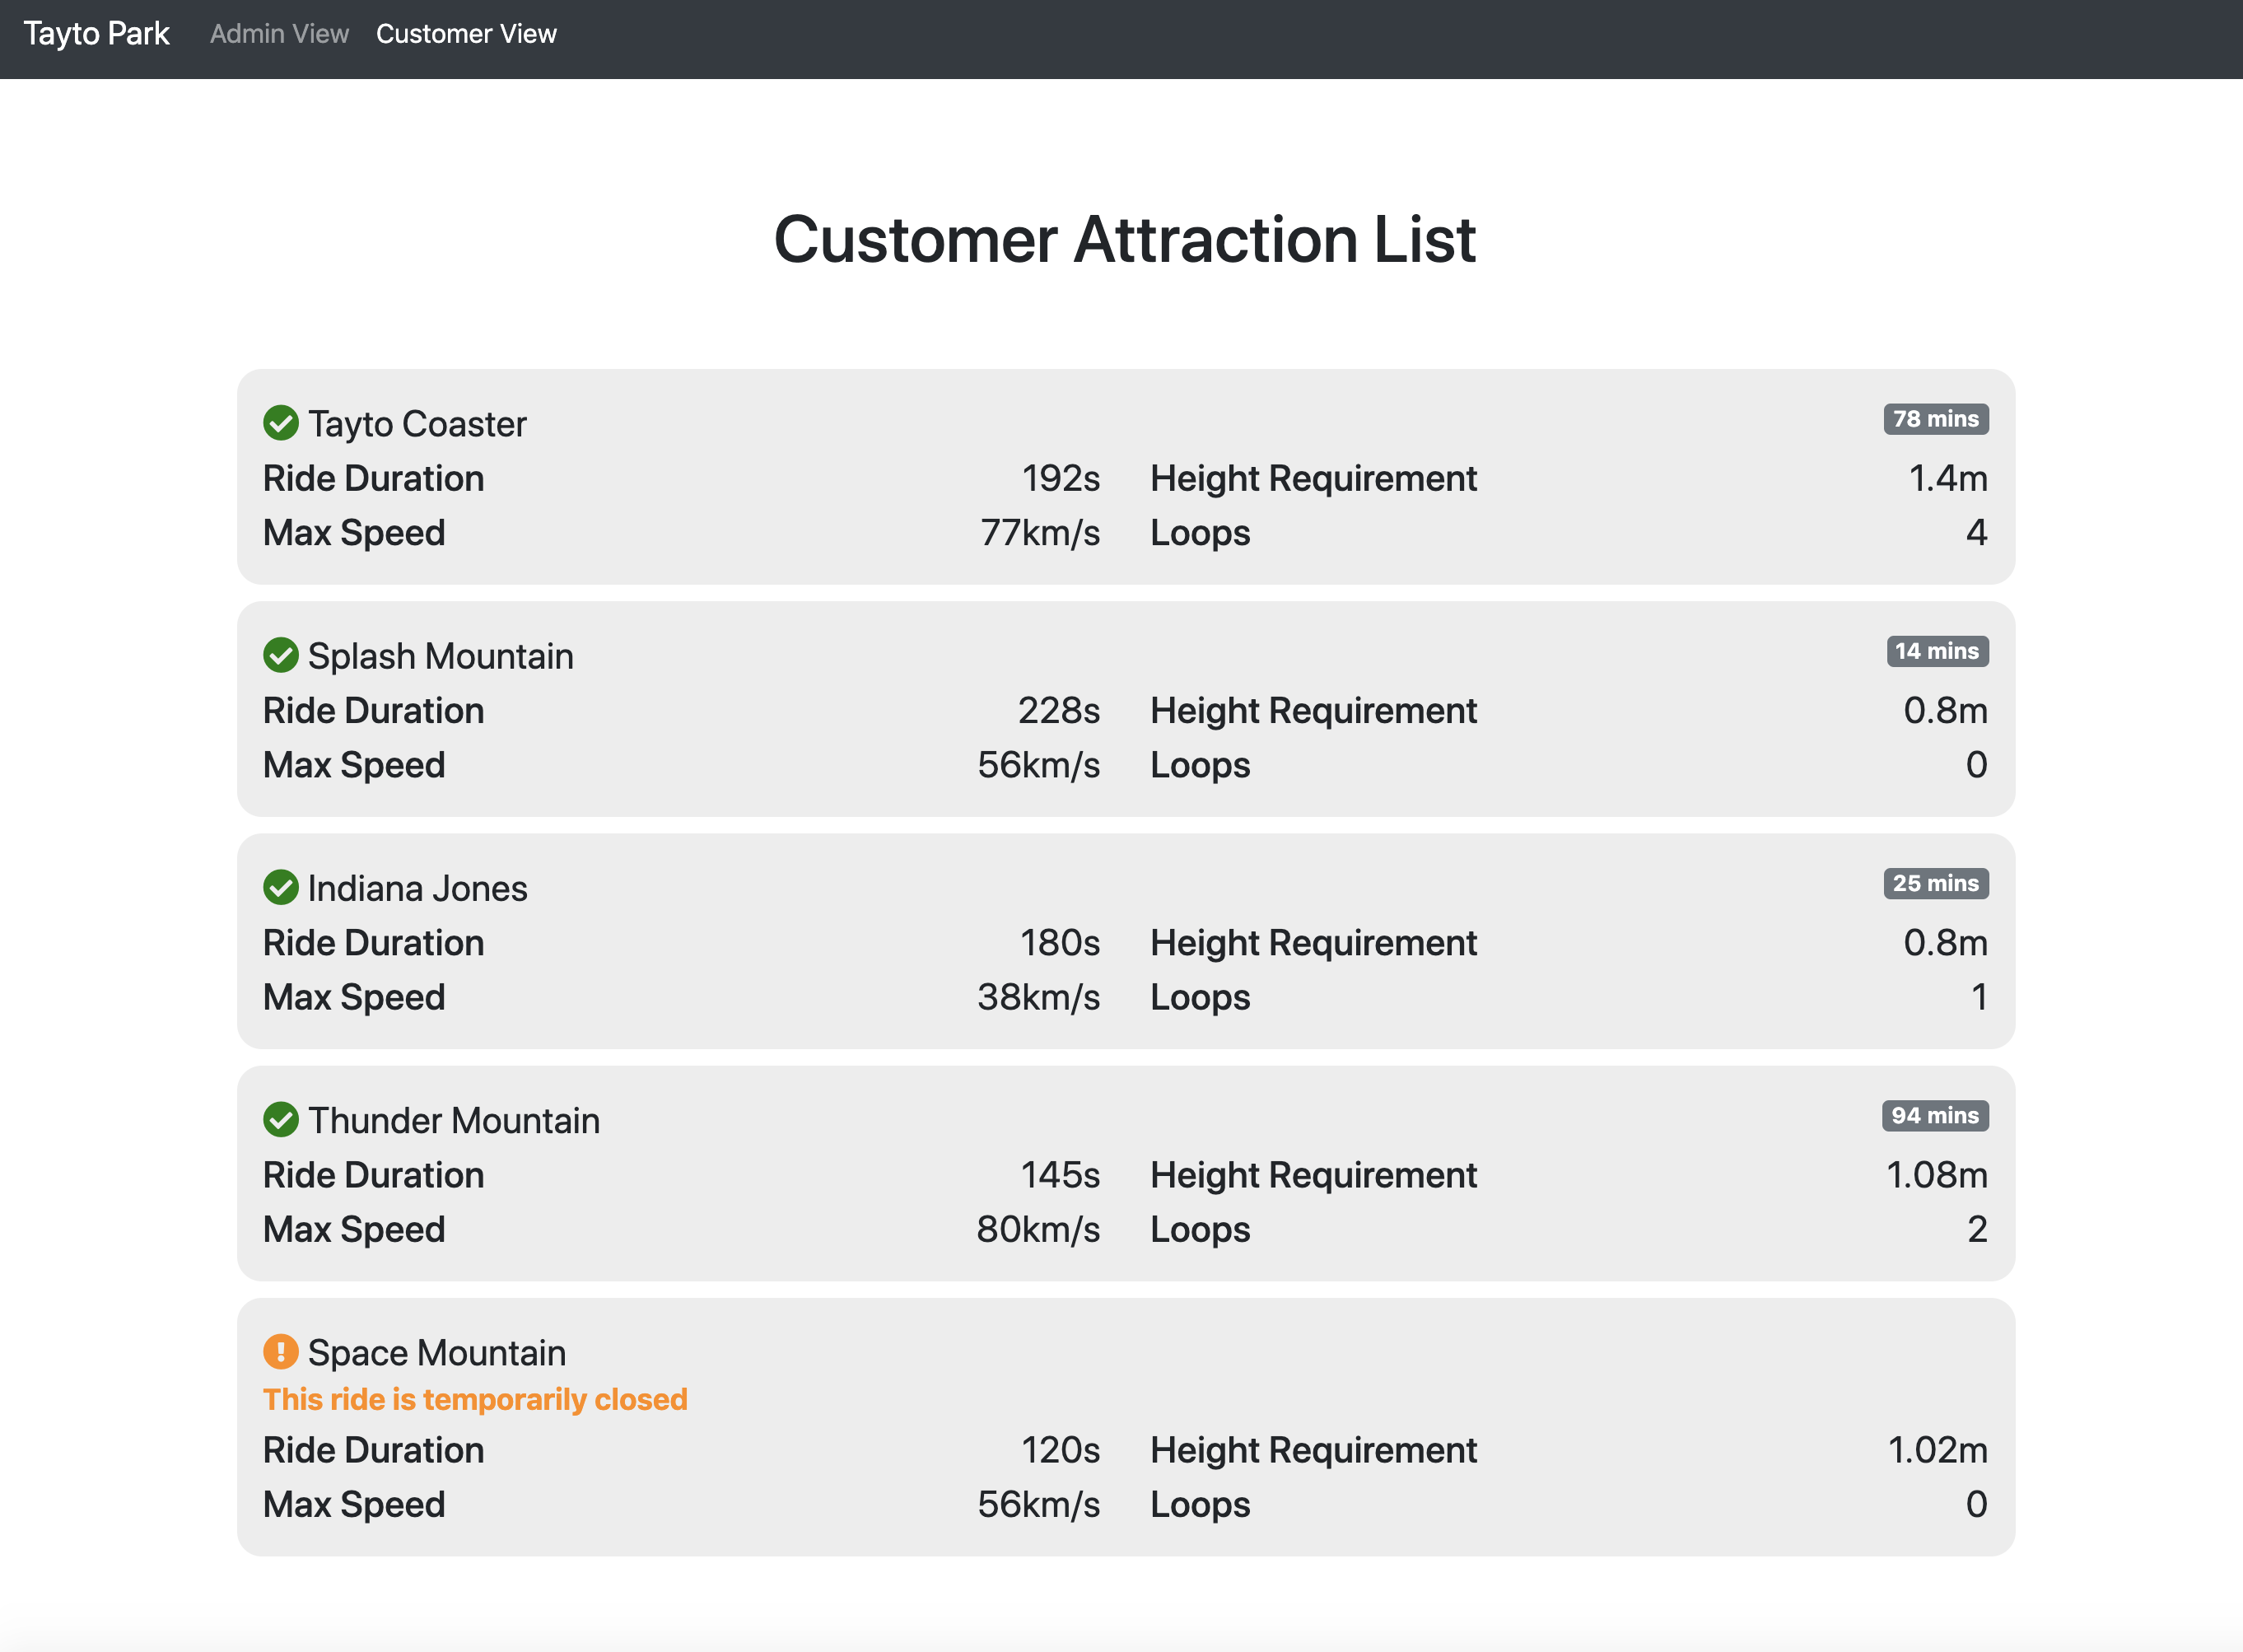 Tayto Park Admin View Customer View
Customer Attraction List
Tayto Coaster 78 mins
Ride Duration 192s Height Requirement 1.4m
Max Speed 77km/s Loops 4
Splash Mountain 14 mins
Ride Duration 228s Height Requirement 0.8m
Max Speed 56km/s Loops 0
Indiana Jones 25 mins
Ride Duration 180s Height Requirement 0.8m
Max Speed 38km/s Loops 1
Thunder Mountain 94 mins
Ride Duration 145s Height Requirement 1.08m
Max Speed 80km/s Loops 2
Space Mountain
This ride is temporarily closed
Ride Duration 120s Height Requirement 1.02m
Max Speed 56km/s Loops 0